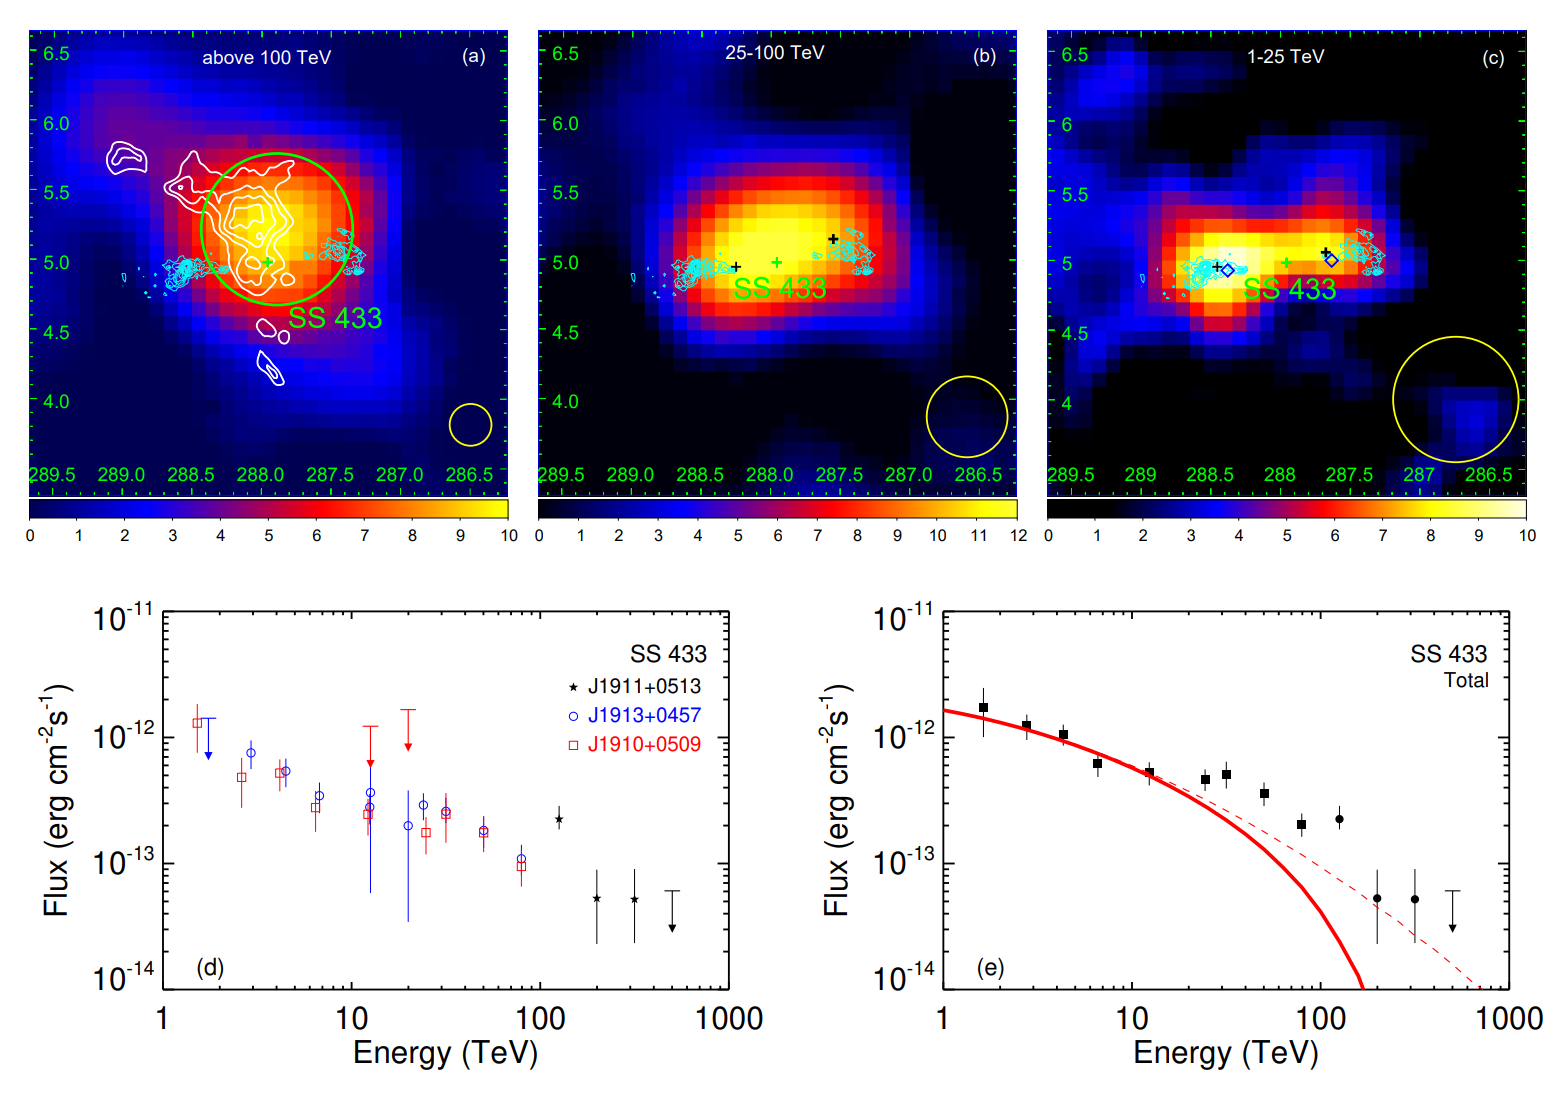 above 100 TeV
(a)
6.5
6.0
5.5
5.0
4.5
4.0
SS 433
289.5 289.0 288.5 288.0 287.5 287.0 286.5
0 1 2 3 4 5 6 7 8 9 10
25-100 TeV
(b)
6.5
6.0
5.5
5.0
4.5
4.0
SS 433
289.5 289.0 288.5 288.0 287.5 287.0 286.5
0 1 2 3 4 5 6 7 8 9 10 11 12
1-25 TeV
(c)
6.5
6
5.5
5
4.5
4
SS 433
289.5 289 288.5 288 287.5 287 286.5
0 1 2 3 4 5 6 7 8 9 10
10-11
10-12
10-13
10-14
Flux (erg cm-2s-1)
SS 433
J1911+0513
J1913+0457
J1910+0509
(d)
1 10 100 1000
Energy (TeV)
10-11
10-12
10-13
10-14
Flux (erg cm-2s-1)
SS 433
Total
(e)
1 10 100 1000
Energy (TeV)